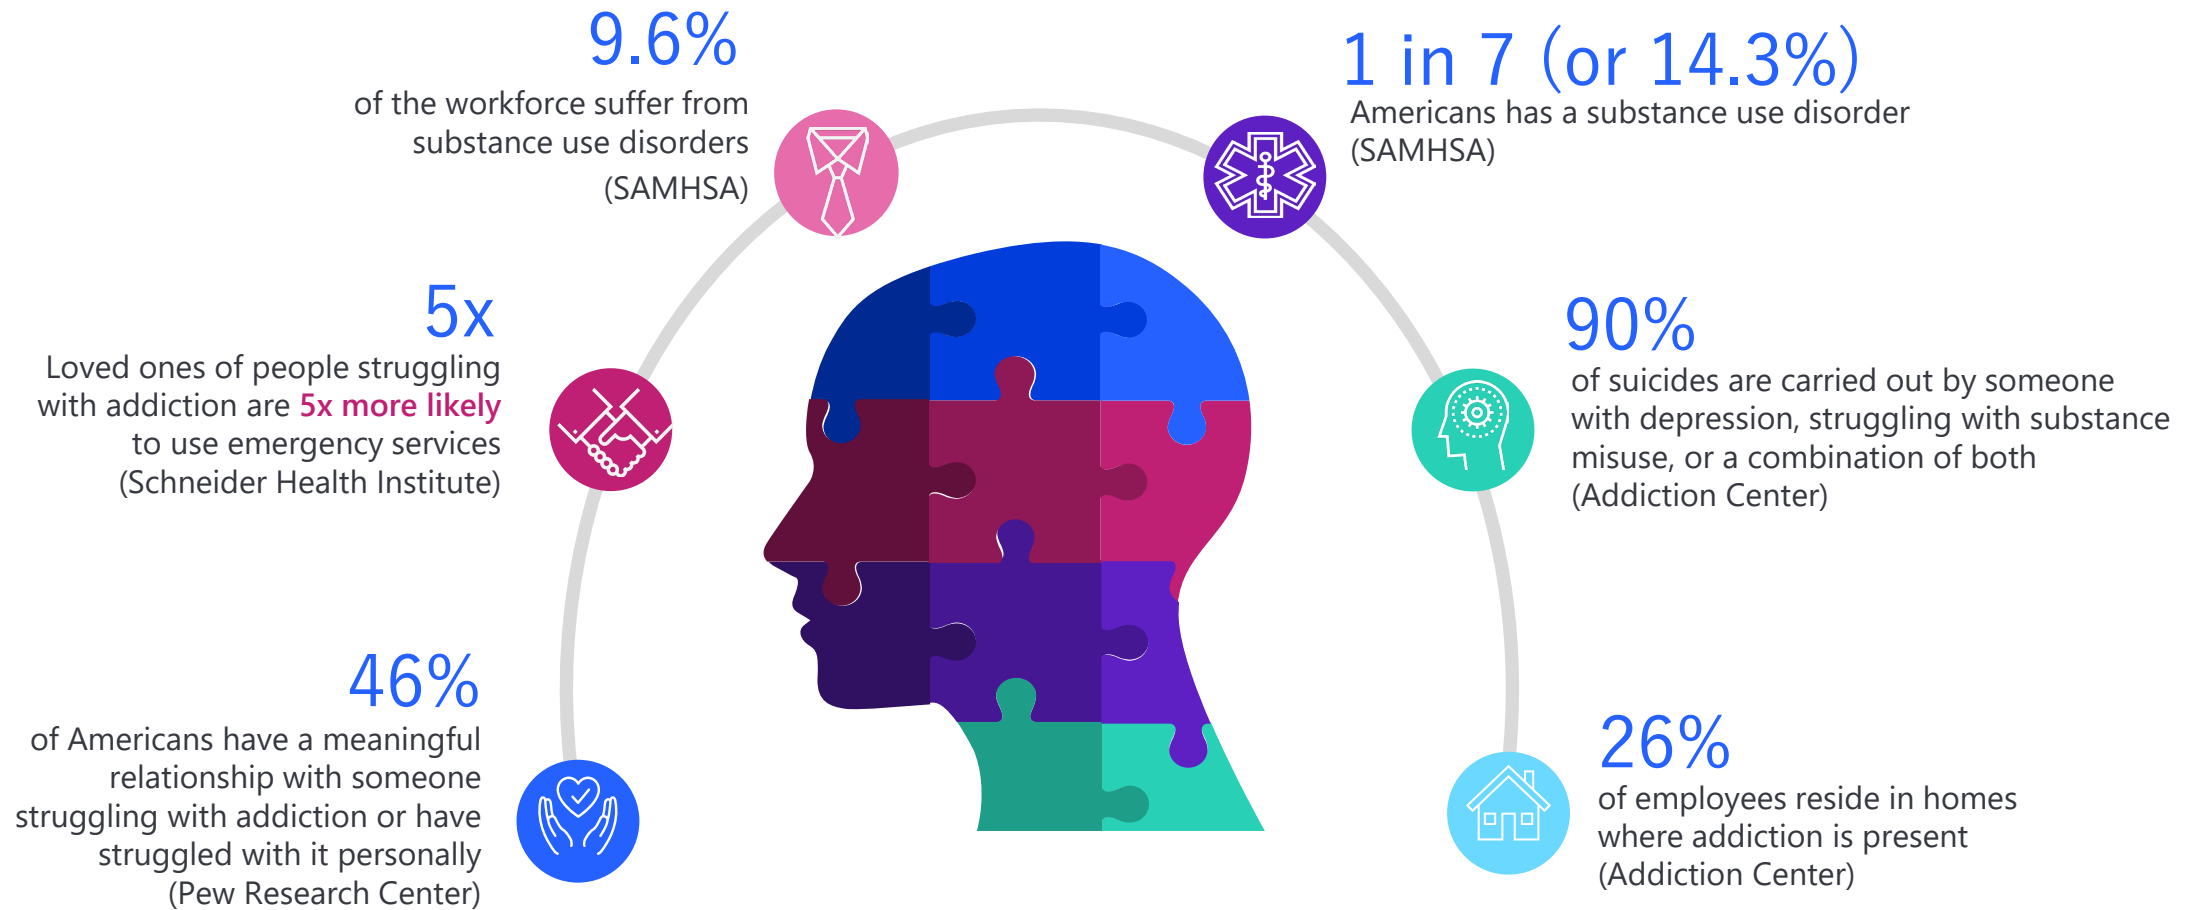 9.6%
of the workforce suffer from
substance use disorders
(SAMHSA)
1 in 7 (or 14.3%)
Americans has a substance use disorder
(SAMHSA)
5x
Loved ones of people struggling
with addiction are 5x more likely
to use emergency services
(Schneider Health Institute)
90%
of suicides are carried out by someone
with depression, struggling with substance
misuse, or a combination of both
(Addiction Center)
46%
of Americans have a meaningful
relationship with someone
struggling with addiction or have
struggled with it personally
(Pew Research Center)
26%
of employees reside in homes
where addiction is present
(Addiction Center)